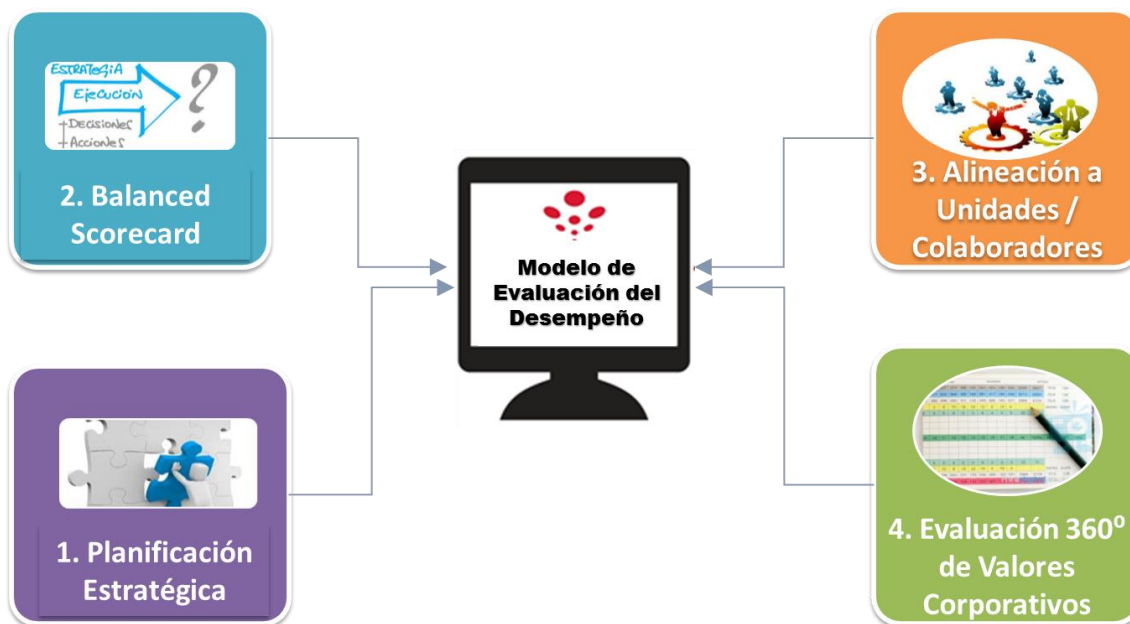 ESTRATEGIA
Ejecución
+Decisiones
+Acciones
?
2. Balanced
Scorecard
3. Alineación a
Unidades /
Colaboradores
Modelo de
Evaluación del
Desempeño
1. Planificación
Estratégica
4. Evaluación 360º
de Valores
Corporativos